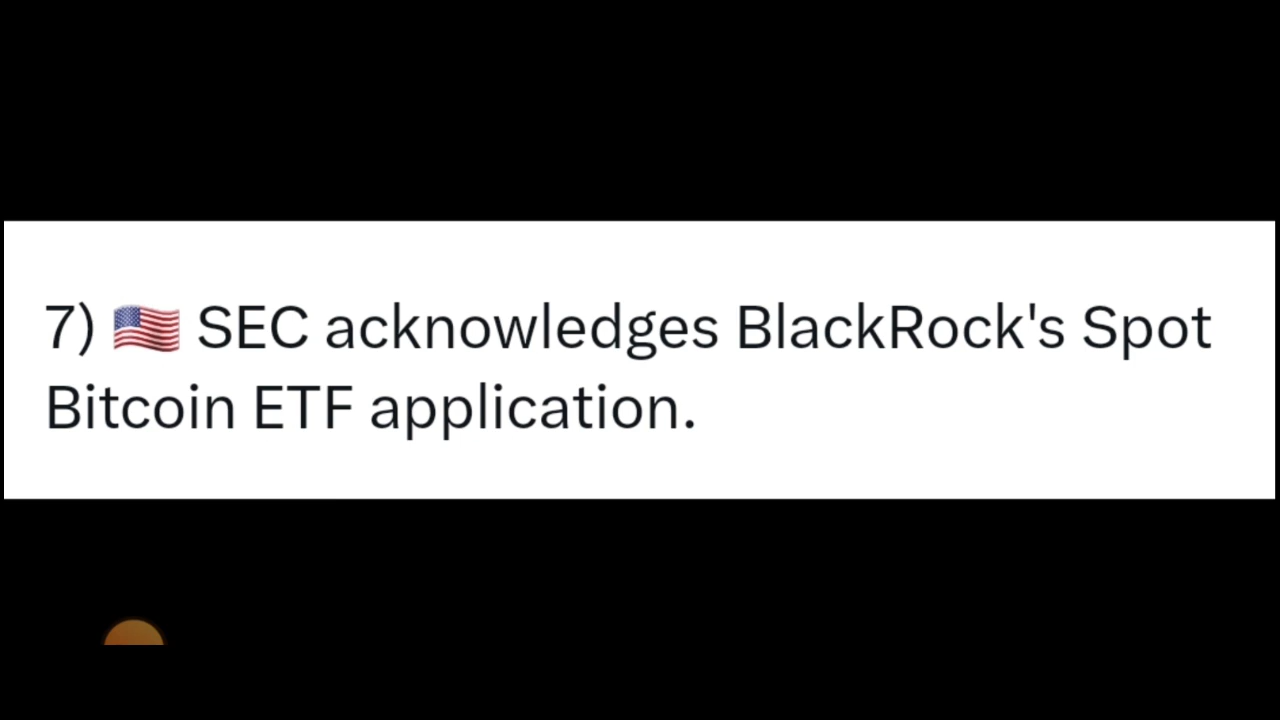 7) 🇺🇸 SEC acknowledges BlackRock's Spot
Bitcoin ETF application.